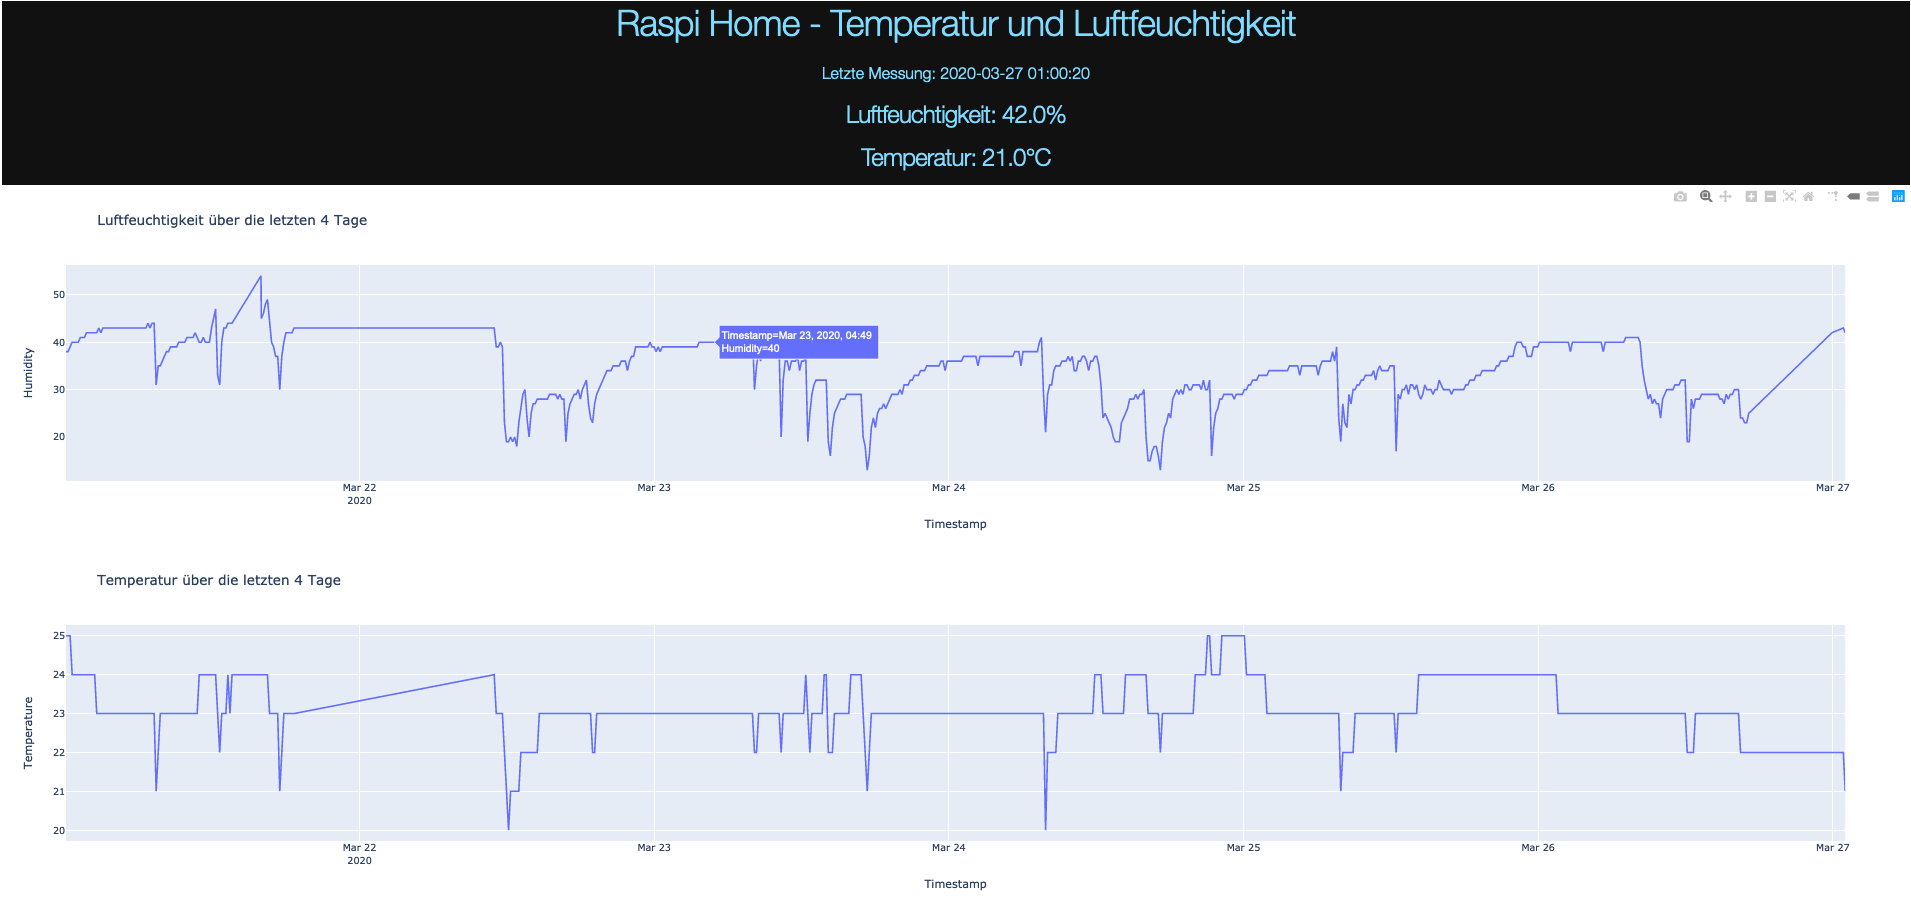 Raspi Home - Temperatur und Luftfeuchtigkeit
Letzte Messung: 2020-03-27 01:00:20
Luftfeuchtigkeit: 42.0%
Temperatur: 21.0°C
Luftfeuchtigkeit über die letzten 4 Tage
50
40
30
20
Humidity
Timestamp=Mar 23, 2020, 04:49
Humidity=40
Mar 22 Mar 23 Mar 24 Mar 25 Mar 26 Mar 27
2020
Timestamp
Temperatur über die letzten 4 Tage
25
24
23
22
21
20
Temperature
Mar 22 Mar 23 Mar 24 Mar 25 Mar 26 Mar 27
2020
Timestamp